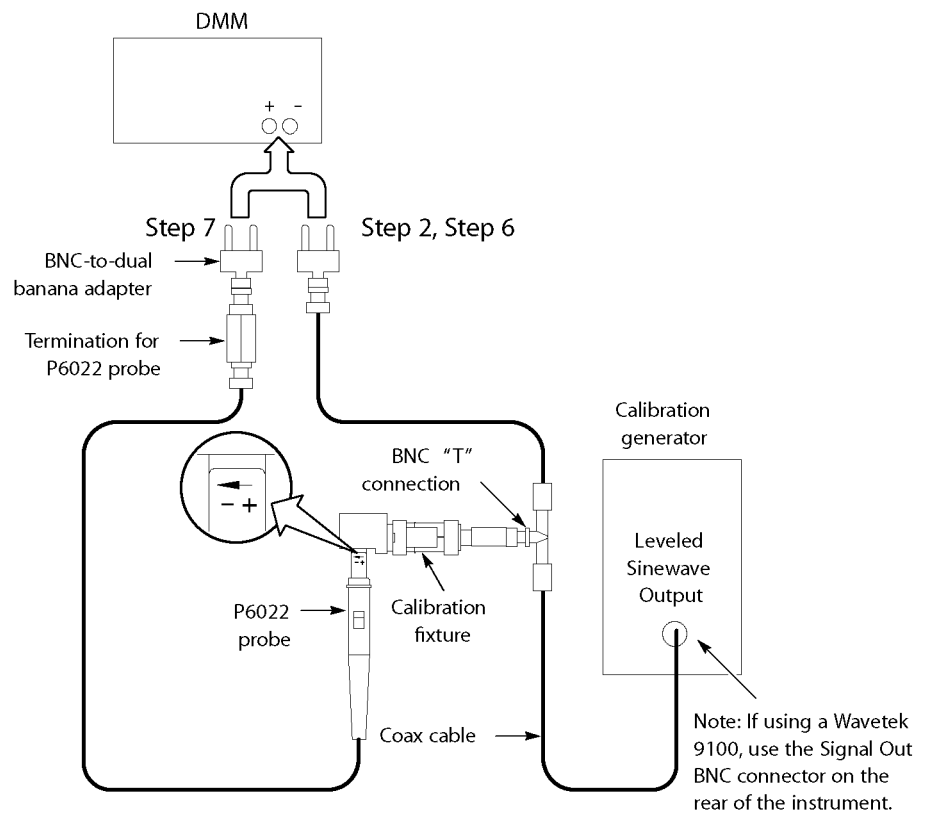 DMM
+ −
Step 7
Step 2, Step 6
BNC-to-dual
banana adapter
Termination for
P6022 probe
Calibration
generator
BNC “T”
connection
− +
Leveled
Sinewave
Output
− +
P6022
probe
Calibration
fixture
Coax cable
Note: If using a Wavetek
9100, use the Signal Out
BNC connector on the
rear of the instrument.